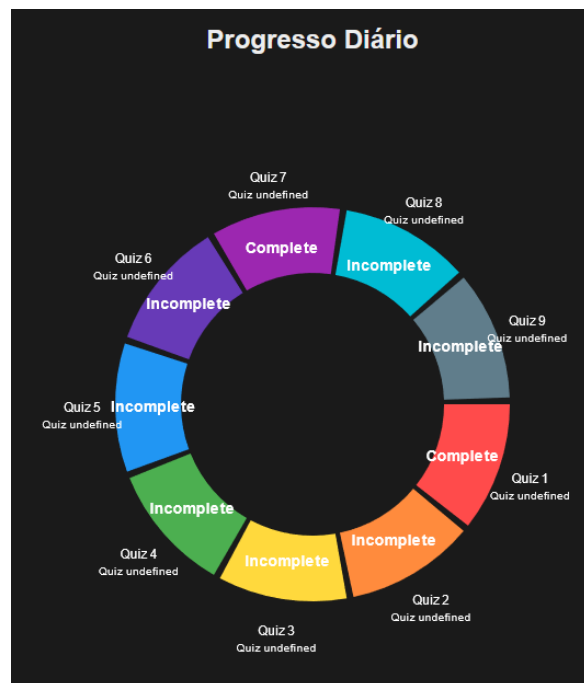 Progresso Diário
Quiz 7
Quiz undefined
Complete
Quiz 8
Quiz undefined
Incomplete
Quiz 9
Quiz undefined
Incomplete
Complete
Quiz 1
Quiz undefined
Incomplete
Quiz 2
Quiz undefined
Incomplete
Quiz 3
Quiz undefined
Incomplete
Quiz 4
Quiz undefined
Quiz 5
Quiz undefined
Incomplete
Quiz 6
Quiz undefined
Incomplete